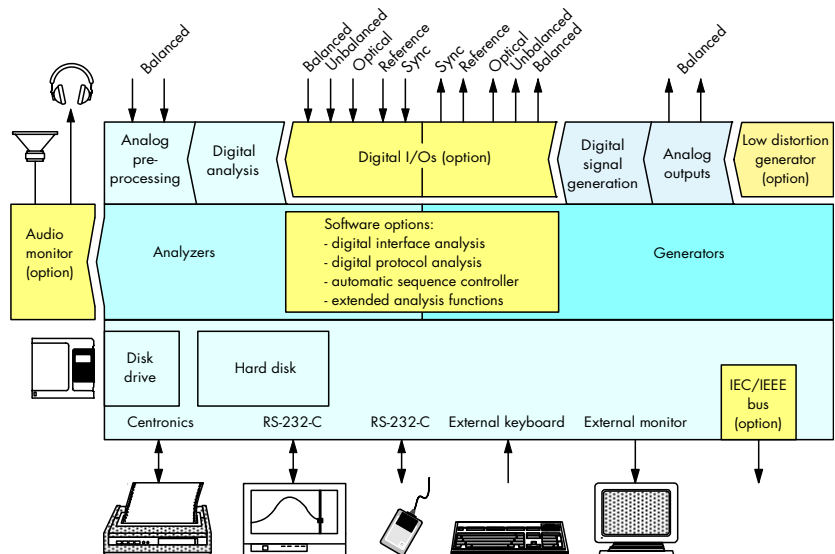 Balanced
Balanced
Unbalanced
Optical
Reference
Sync
Sync
Reference
Optical
Unbalanced
Balanced
Balanced
Analog
pre-
processing
Digital
analysis
Digital I/Os (option)
Digital
signal
generation
Analog
outputs
Low distortion
generator
(option)
Audio
monitor
(option)
Analyzers
Software options:
- digital interface analysis
- digital protocol analysis
- automatic sequence controller
- extended analysis functions
Generators
Disk
drive
Hard disk
IEC/IEEE
bus
(option)
Centronics
RS-232-C
RS-232-C
External keyboard
External monitor